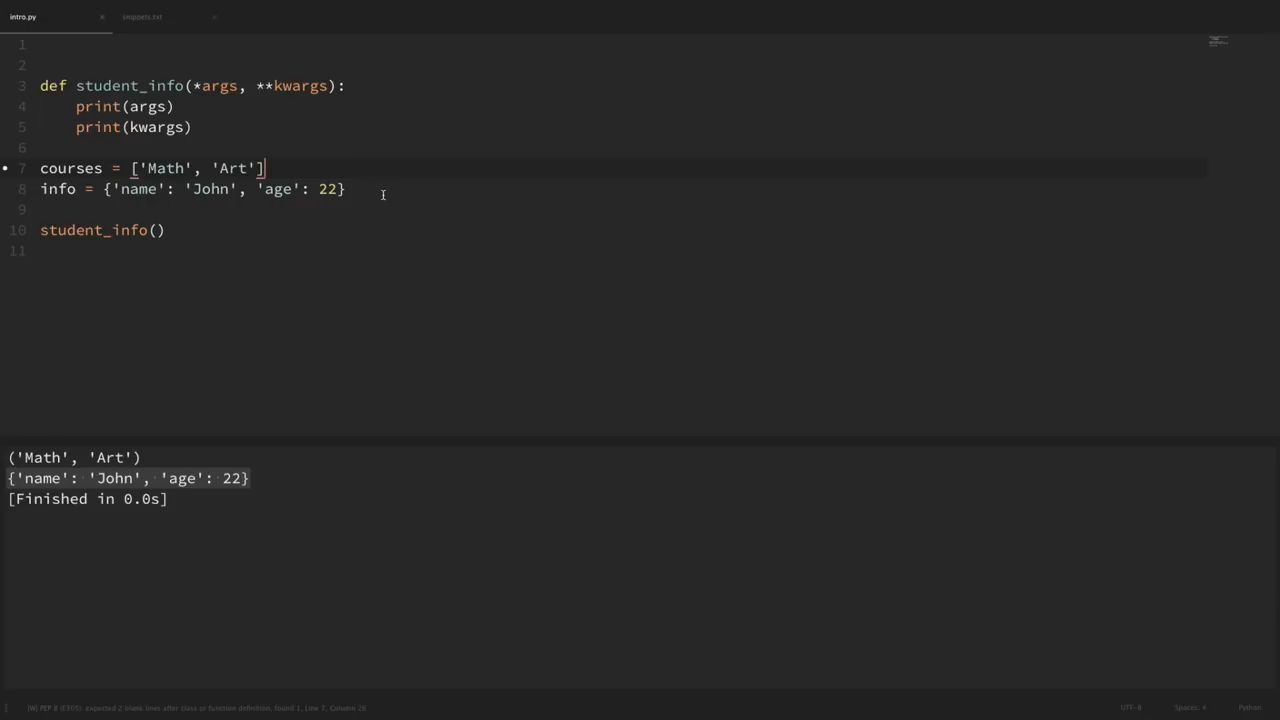 intro.py × snippets.txt ×
1
2
3 def student_info(*args, **kwargs):
4     print(args)
5     print(kwargs)
6
7 courses = ['Math', 'Art']
8 info = {'name': 'John', 'age': 22}
9
10 student_info()
11
('Math', 'Art')
{'name': 'John', 'age': 22}
[Finished in 0.0s]
[W] PEP 8 (E305): expected 2 blank lines after class or function definition, found 1, Line 7, Column 26 UTF-8 Spaces: 4 Python